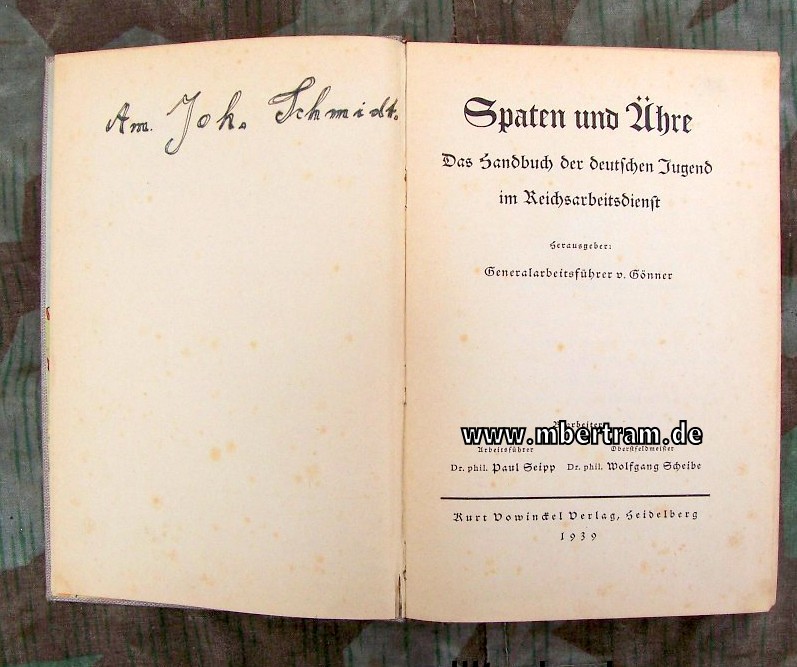 Am. Joh. Schmidt.
Spaten und Ähre
Das Handbuch der deutschen Jugend
im Reichsarbeitsdienst
Herausgeber:
Generalarbeitsführer v. Gönner
Bearbeiter
www.mbertram.de
Arbeitsführer Oberstfeldmeister
Dr. phil. Paul Seipp Dr. phil. Wolfgang Scheibe
Kurt Vowinckel Verlag, Heidelberg
1939